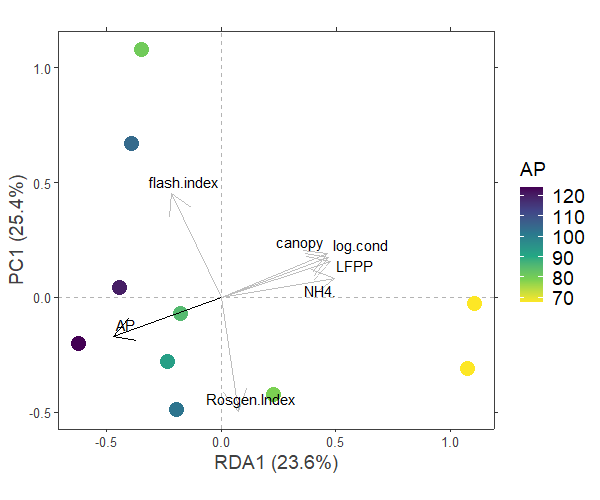 1.0
0.5
0.0
-0.5
PC1 (25.4%)
flash.index
canopy
log.cond
LFPP
NH4.
AP
Rosgen.Index
-0.5
0.0
0.5
1.0
RDA1 (23.6%)
AP
120
110
100
90
80
70